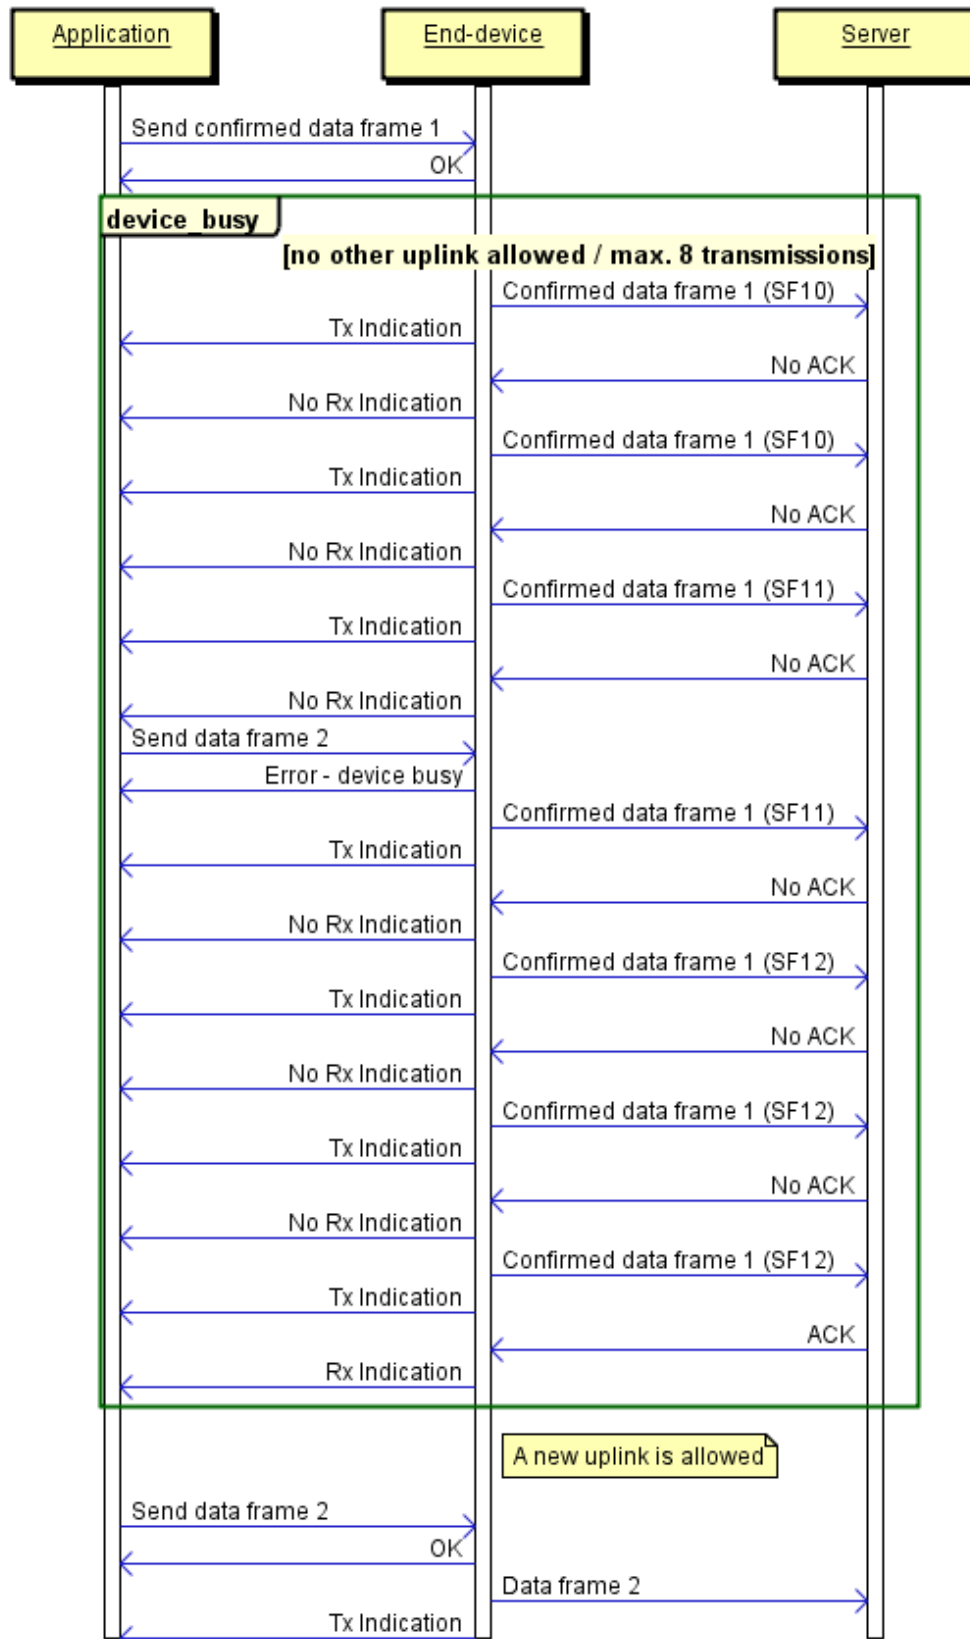 Application
End-device
Server
Send confirmed data frame 1
OK
device_busy
[no other uplink allowed / max. 8 transmissions]
Confirmed data frame 1 (SF10)
Tx Indication
No ACK
No Rx Indication
Confirmed data frame 1 (SF10)
Tx Indication
No ACK
No Rx Indication
Confirmed data frame 1 (SF11)
Tx Indication
No ACK
No Rx Indication
Send data frame 2
Error - device busy
Confirmed data frame 1 (SF11)
Tx Indication
No ACK
No Rx Indication
Confirmed data frame 1 (SF12)
Tx Indication
No ACK
No Rx Indication
Confirmed data frame 1 (SF12)
Tx Indication
No ACK
No Rx Indication
Confirmed data frame 1 (SF12)
Tx Indication
ACK
Rx Indication
A new uplink is allowed
Send data frame 2
OK
Data frame 2
Tx Indication